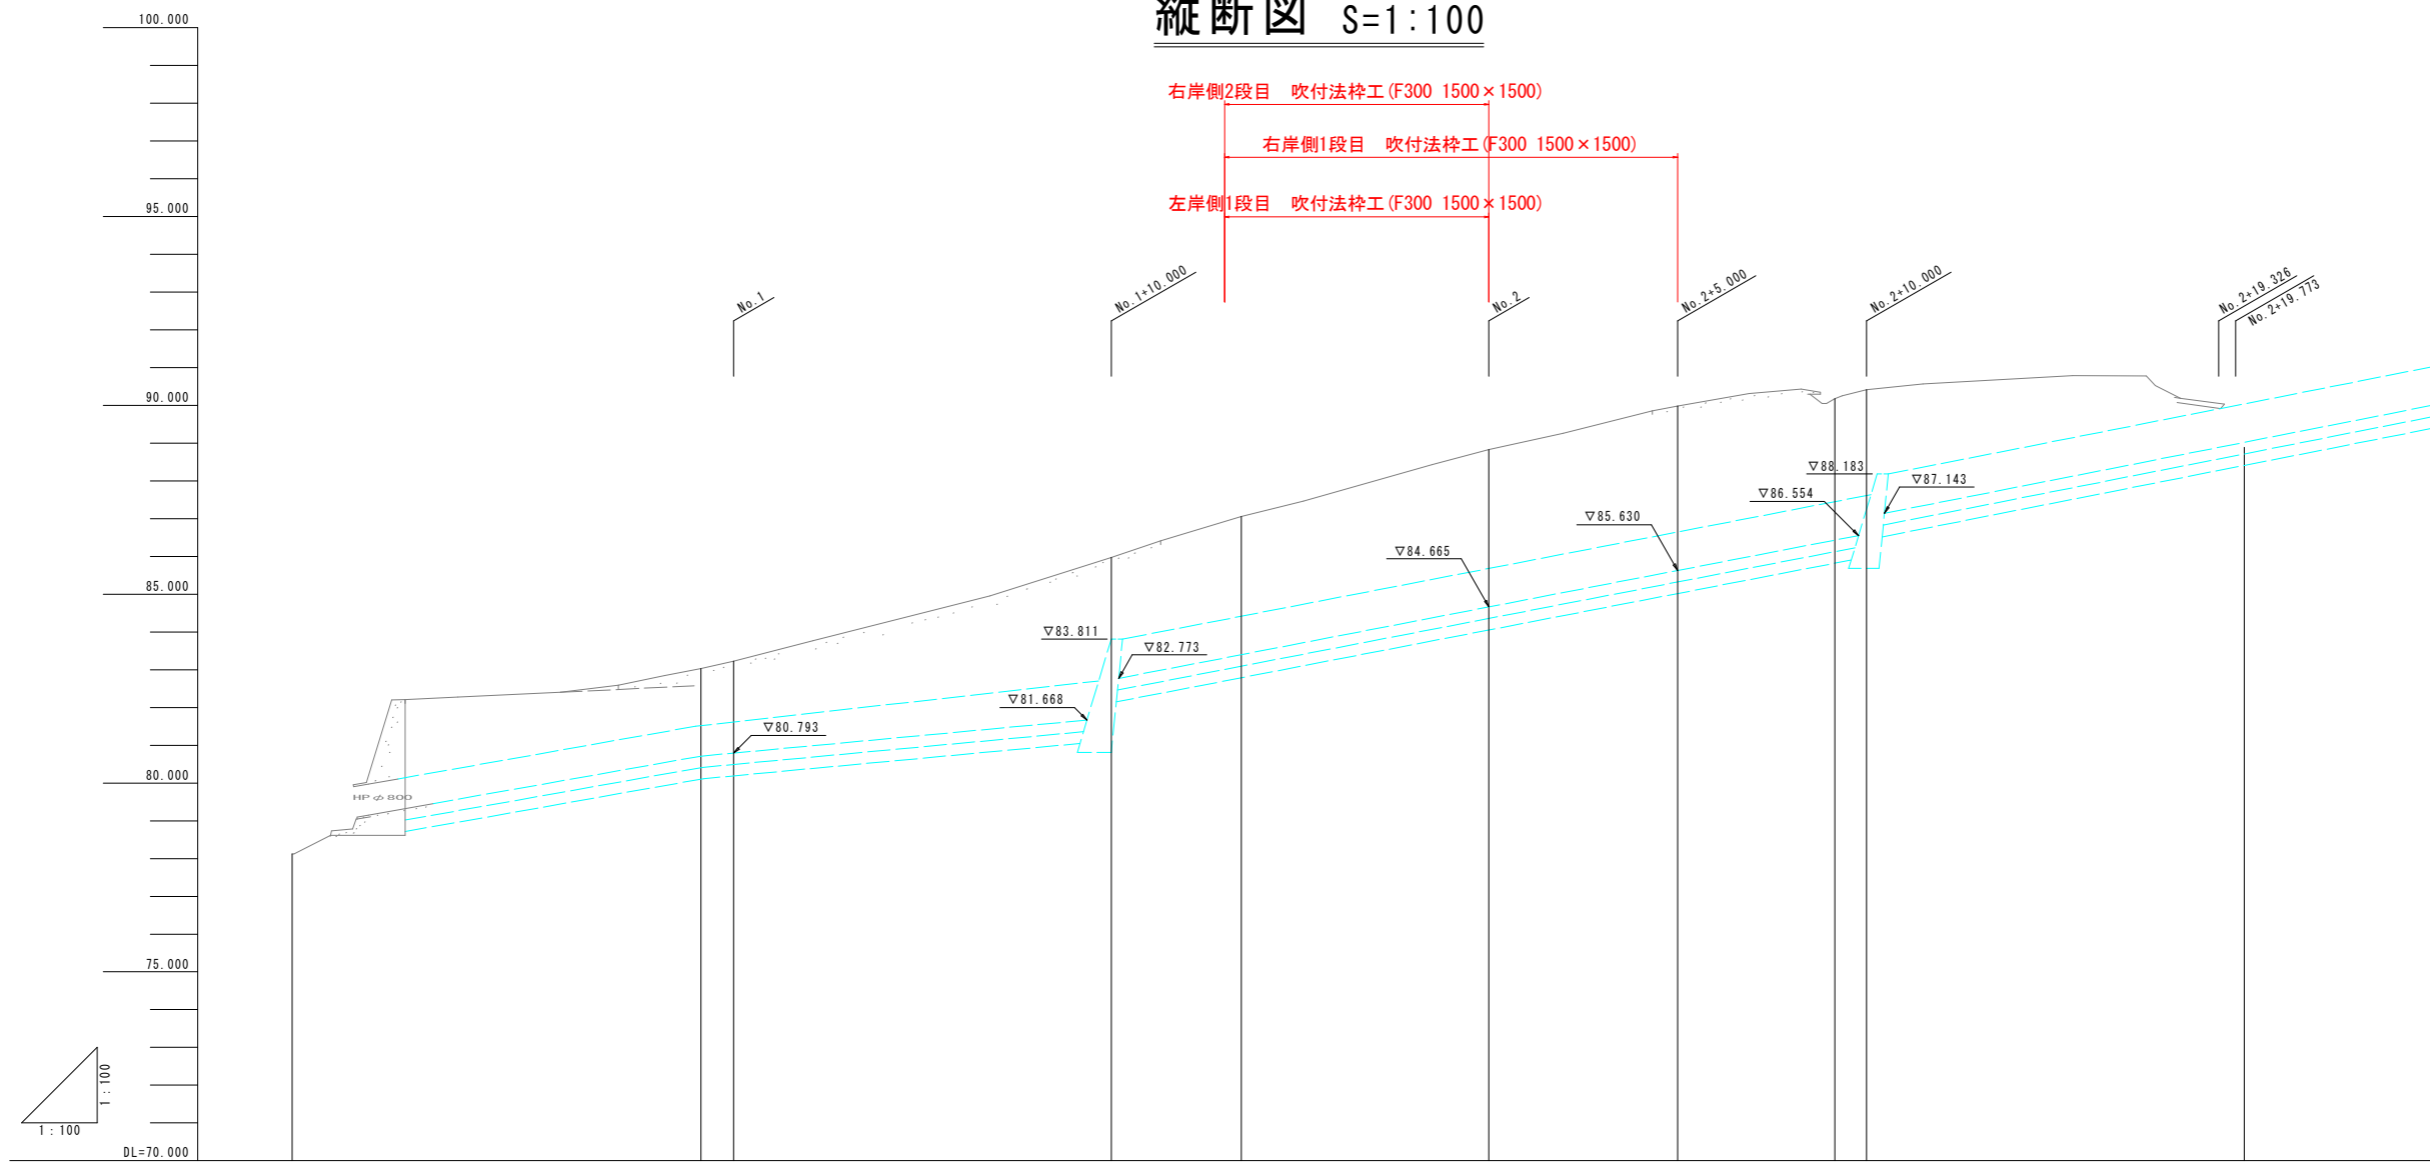 縦断図 S=1:100
100.000
右岸側2段目 吹付法枠工(F300 1500×1500)
右岸側1段目 吹付法枠工(F300 1500×1500)
95.000
左岸側1段目 吹付法枠工(F300 1500×1500)
No.1
No.1+10.000
No.2
No.2+5.000
No.2+10.000
No.2+19.326
No.2+19.773
90.000
▽88.183
▽87.143
▽86.554
▽85.630
▽84.665
85.000
▽83.811
▽82.773
▽81.668
▽80.793
80.000
HPφ800
75.000
1:100
1:100
DL=70.000